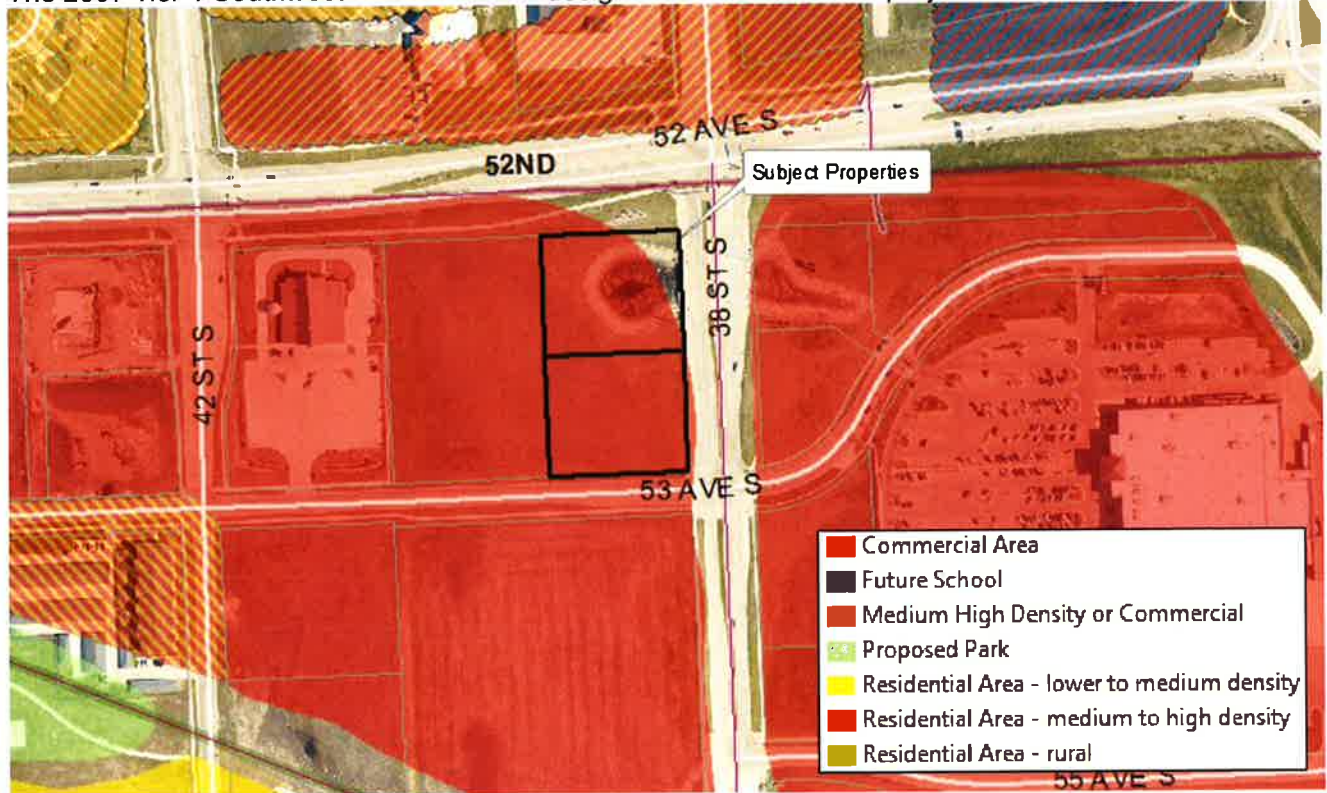 52 AVE S
52ND
Subject Properties
38 ST S
42 ST S
53 AVE S
Commercial Area
Future School
Medium High Density or Commercial
Proposed Park
Residential Area - lower to medium density
Residential Area - medium to high density
Residential Area - rural
55 AVE S